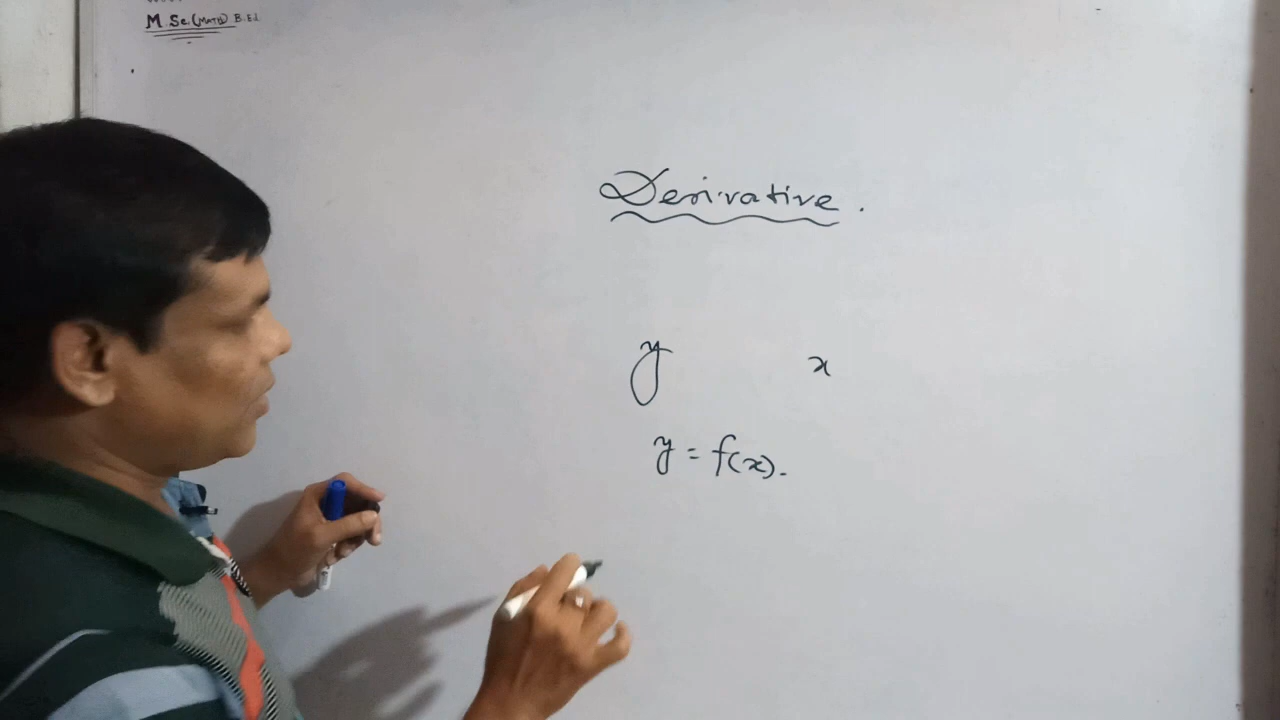 M.Sc.(MATH) B.Ed.
Derivative.
y x
y = f(x).